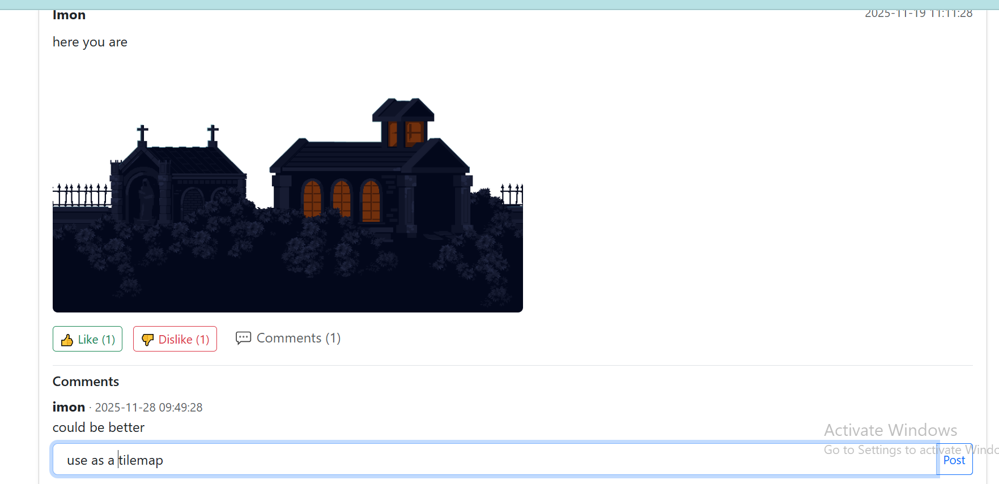 Imon
2025-11-19 11:11:28
here you are
Like (1)
Dislike (1)
Comments (1)
Comments
imon · 2025-11-28 09:49:28
could be better
use as a tilemap
Post
Activate Windows
Go to Settings to activate Windo